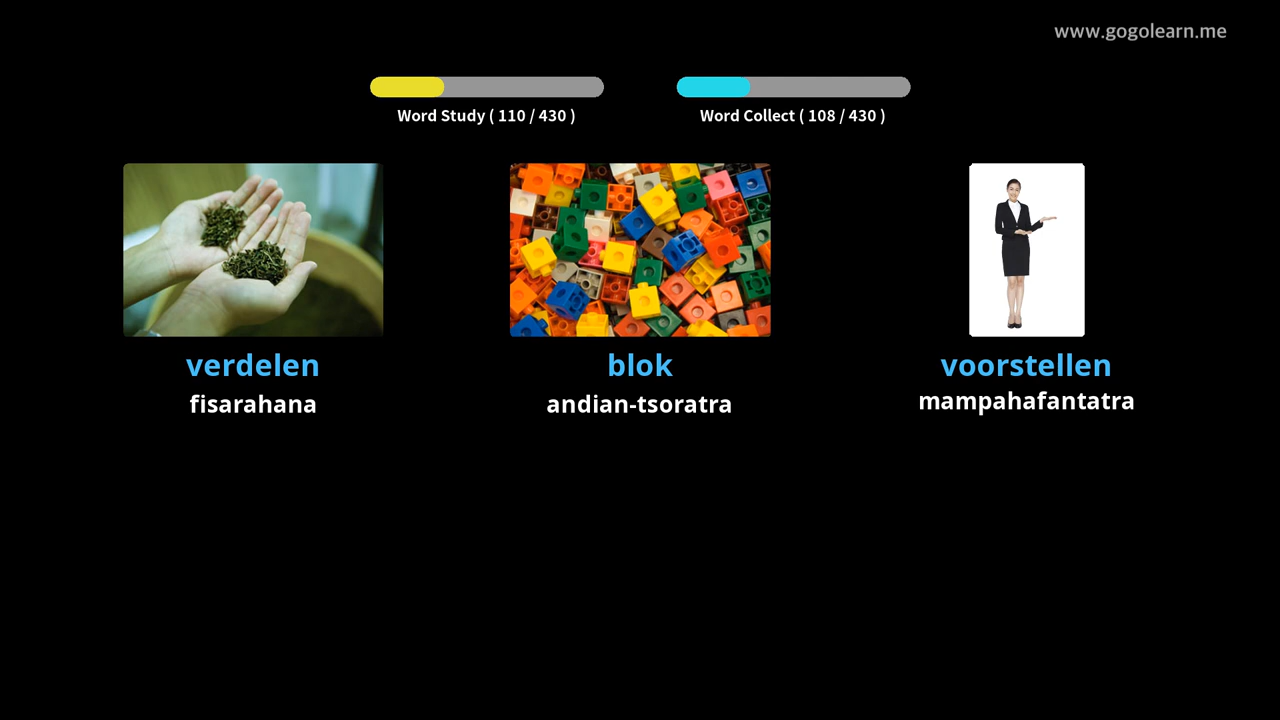 www.gogolearn.me
Word Study ( 110 / 430 )
Word Collect ( 108 / 430 )
verdelen
blok
voorstellen
fisarahana
andian-tsoratra
mampahafantatra